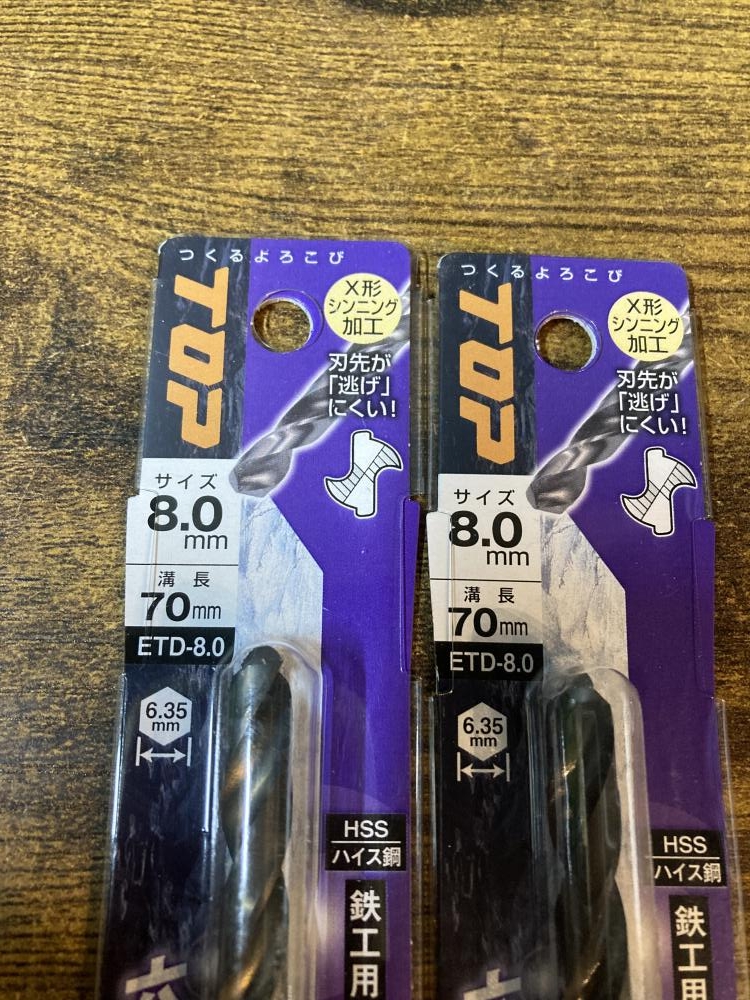 つくるよろこび
TOP
X形
シンニング
加工
刃先が
「逃げ」
にくい!
サイズ
8.0
mm
溝長
70mm
ETD-8.0
6.35
mm
HSS
ハイス鋼
鉄工用
つくるよろこび
TOP
X形
シンニング
加工
刃先が
「逃げ」
にくい!
サイズ
8.0
mm
溝長
70mm
ETD-8.0
6.35
mm
HSS
ハイス鋼
鉄工用